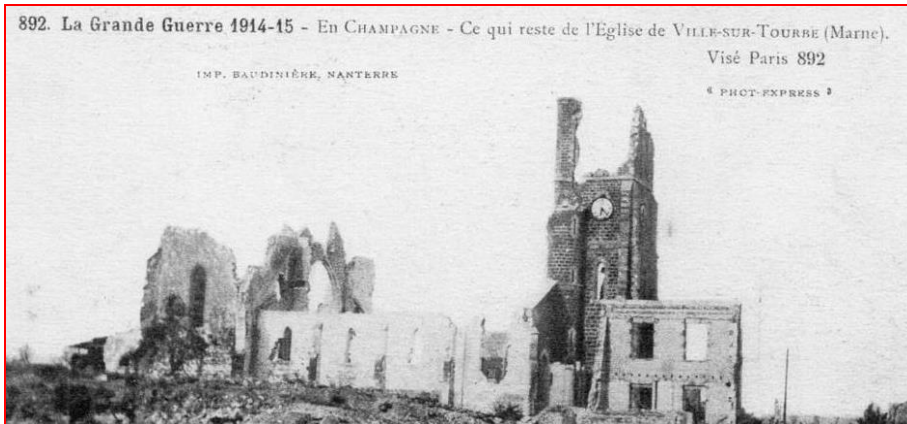 892. La Grande Guerre 1914-15 - En CHAMPAGNE - Ce qui reste de l'Eglise de VILLE-SUR-TOURBE (Marne).
Visé Paris 892
IMP. BAUDINIÈRE, NANTERRE
« PHOT-EXPRESS »